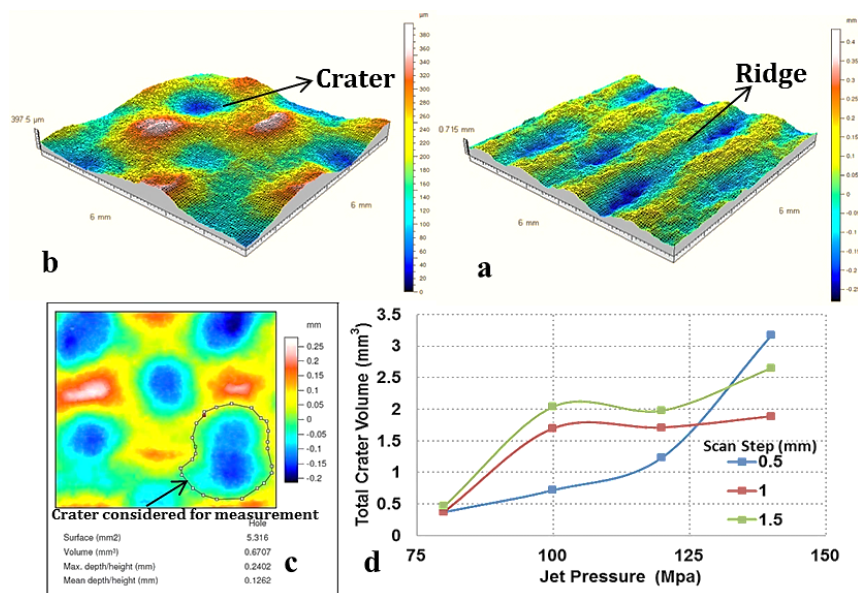 µm
380
360
340
320
300
280
260
240
220
200
180
160
140
120
100
80
60
40
20
0
Crater
397.5 µm
6 mm
6 mm
b
mm
0.4
0.35
0.3
0.25
0.2
0.15
0.1
0.05
0
-0.05
-0.1
-0.15
-0.2
-0.25
Ridge
0.715 mm
6 mm
6 mm
a
mm
0.25
0.2
0.15
0.1
0.05
0
-0.05
-0.1
-0.15
-0.2
Crater considered for measurement
Hole
Surface (mm2) 5.316
Volume (mm³) 0.6707
Max. depth/height (mm) 0.2402
Mean depth/height (mm) 0.1262
c
Total Crater Volume (mm³)
3.5
3
2.5
2
1.5
1
0.5
0
50
100
150
Jet Pressure (Mpa)
Scan Step (mm)
0.5
1
1.5
d